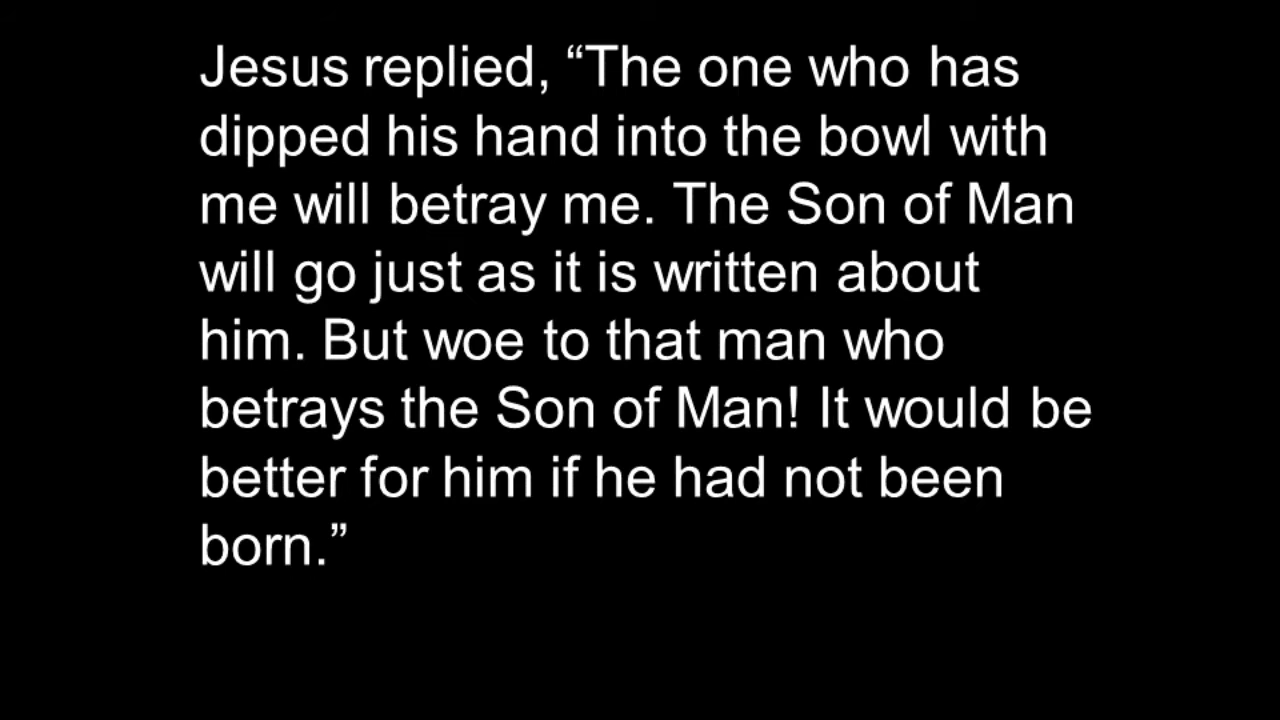 Jesus replied, “The one who has
dipped his hand into the bowl with
me will betray me. The Son of Man
will go just as it is written about
him. But woe to that man who
betrays the Son of Man! It would be
better for him if he had not been
born.”